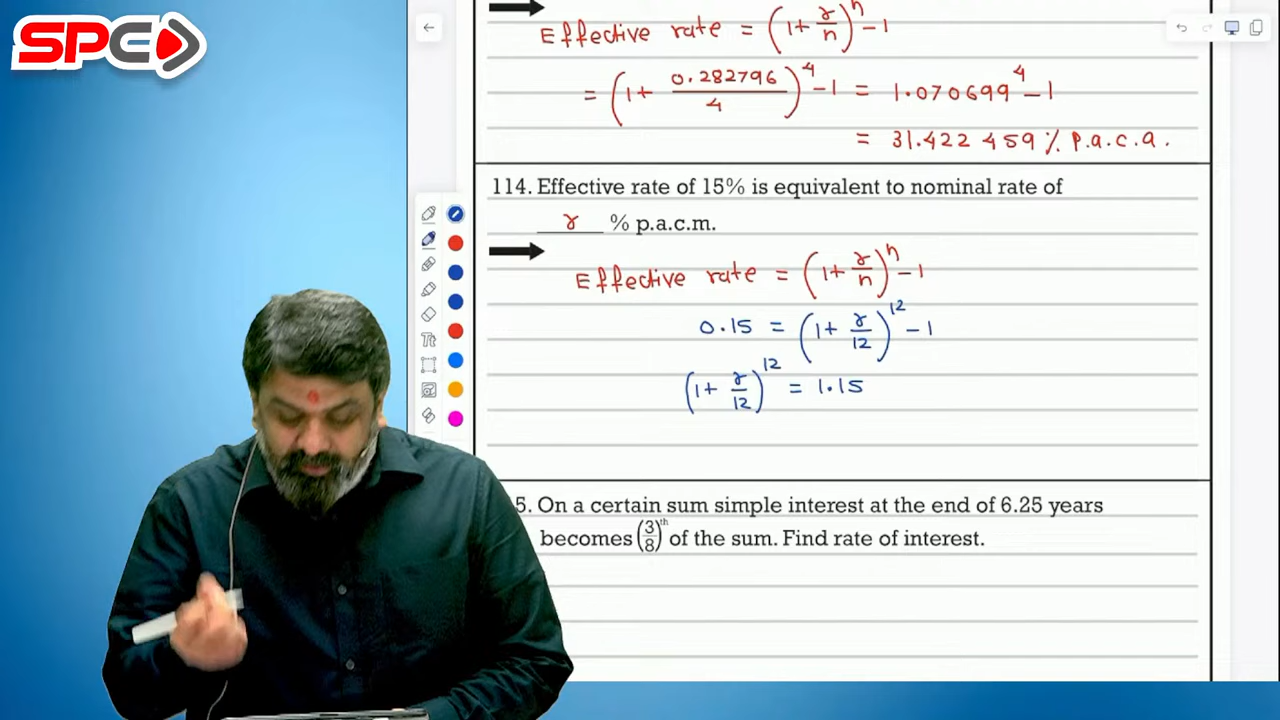 SPC
Effective rate = (1 + r/n)^n - 1
= (1 + 0.282796/4)^4 - 1 = 1.070699^4 - 1
= 31.422 459 % P.a.c.a.
114. Effective rate of 15% is equivalent to nominal rate of
r % p.a.c.m.
Effective rate = (1 + r/n)^n - 1
0.15 = (1 + r/12)^12 - 1
(1 + r/12)^12 = 1.15
5. On a certain sum simple interest at the end of 6.25 years
becomes (3/8)^th of the sum. Find rate of interest.
Tt